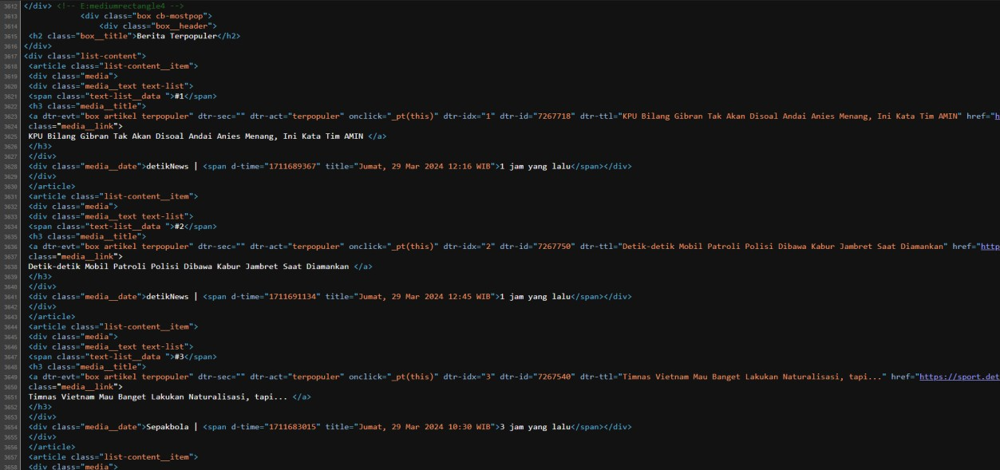 3612 </div> <!-- E:mediumrectangle4 -->
3613 <div class="box cb-mostpop">
3614 <div class="box__header">
3615 <h2 class="box__title">Berita Terpopuler</h2>
3616 </div>
3617 <div class="list-content">
3618 <article class="list-content__item">
3619 <div class="media">
3620 <div class="media__text text-list">
3621 <span class="text-list__data ">#1</span>
3622 <h3 class="media__title">
3623 <a dtr-evt="box artikel terpopuler" dtr-sec="" dtr-act="terpopuler" onclick="_pt(this)" dtr-idx="1" dtr-id="7267718" dtr-ttl="KPU Bilang Gibran Tak Akan Disoal Andai Anies Menang, Ini Kata Tim AMIN" href="h
3624 class="media__link">
3625 KPU Bilang Gibran Tak Akan Disoal Andai Anies Menang, Ini Kata Tim AMIN </a>
3626 </h3>
3627 </div>
3628 <div class="media__date">detikNews | <span d-time="1711689367" title="Jumat, 29 Mar 2024 12:16 WIB">1 jam yang lalu</span></div>
3629 </div>
3630 </article>
3631 <article class="list-content__item">
3632 <div class="media">
3633 <div class="media__text text-list">
3634 <span class="text-list__data ">#2</span>
3635 <h3 class="media__title">
3636 <a dtr-evt="box artikel terpopuler" dtr-sec="" dtr-act="terpopuler" onclick="_pt(this)" dtr-idx="2" dtr-id="7267750" dtr-ttl="Detik-detik Mobil Patroli Polisi Dibawa Kabur Jambret Saat Diamankan" href="http
3637 class="media__link">
3638 Detik-detik Mobil Patroli Polisi Dibawa Kabur Jambret Saat Diamankan </a>
3639 </h3>
3640 </div>
3641 <div class="media__date">detikNews | <span d-time="1711691134" title="Jumat, 29 Mar 2024 12:45 WIB">1 jam yang lalu</span></div>
3642 </div>
3643 </article>
3644 <article class="list-content__item">
3645 <div class="media">
3646 <div class="media__text text-list">
3647 <span class="text-list__data ">#3</span>
3648 <h3 class="media__title">
3649 <a dtr-evt="box artikel terpopuler" dtr-sec="" dtr-act="terpopuler" onclick="_pt(this)" dtr-idx="3" dtr-id="7267540" dtr-ttl="Timnas Vietnam Mau Banget Lakukan Naturalisasi, tapi..." href="https://sport.det
3650 class="media__link">
3651 Timnas Vietnam Mau Banget Lakukan Naturalisasi, tapi... </a>
3652 </h3>
3653 </div>
3654 <div class="media__date">Sepakbola | <span d-time="1711683015" title="Jumat, 29 Mar 2024 10:30 WIB">3 jam yang lalu</span></div>
3655 </div>
3656 </article>
3657 <article class="list-content__item">
3658 <div class="media">